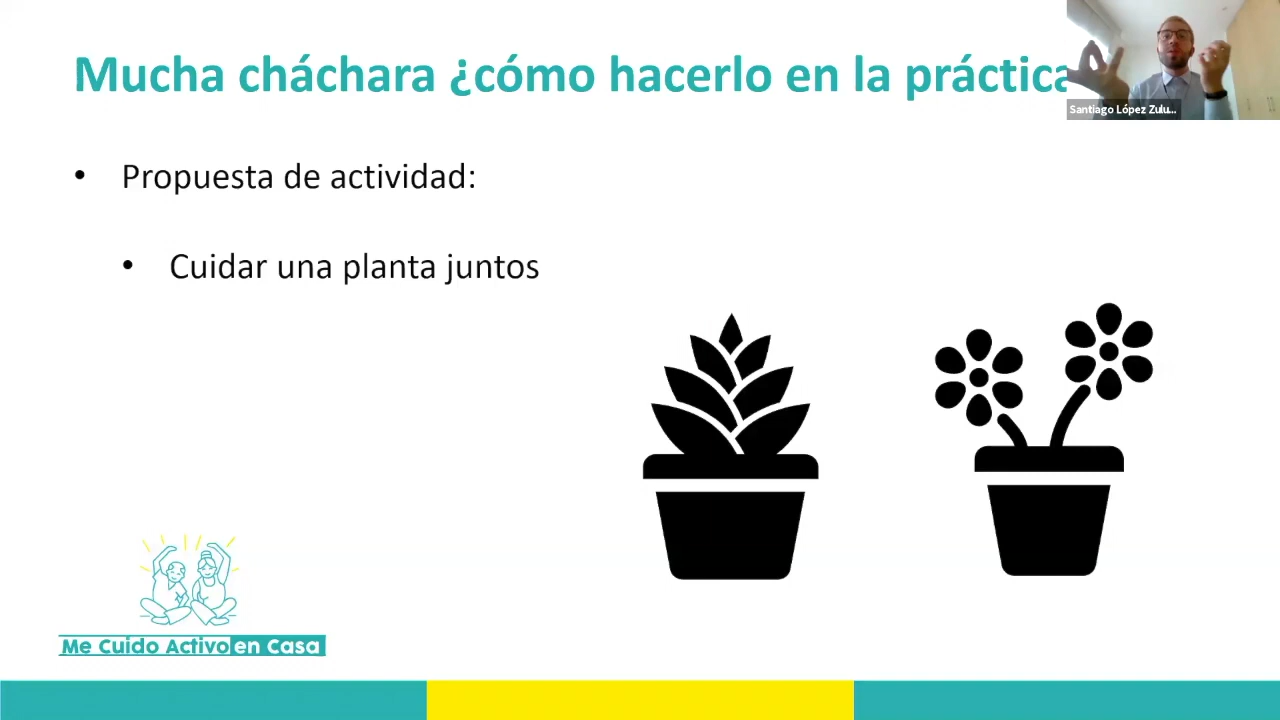 Mucha cháchara ¿cómo hacerlo en la práctica
Santiago López Zulu...
• Propuesta de actividad:
• Cuidar una planta juntos
Me Cuido Activo en Casa